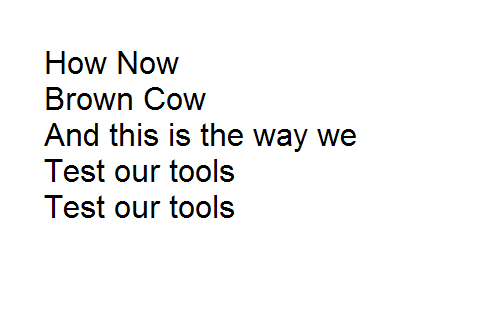 How Now
Brown Cow
And this is the way we
Test our tools
Test our tools